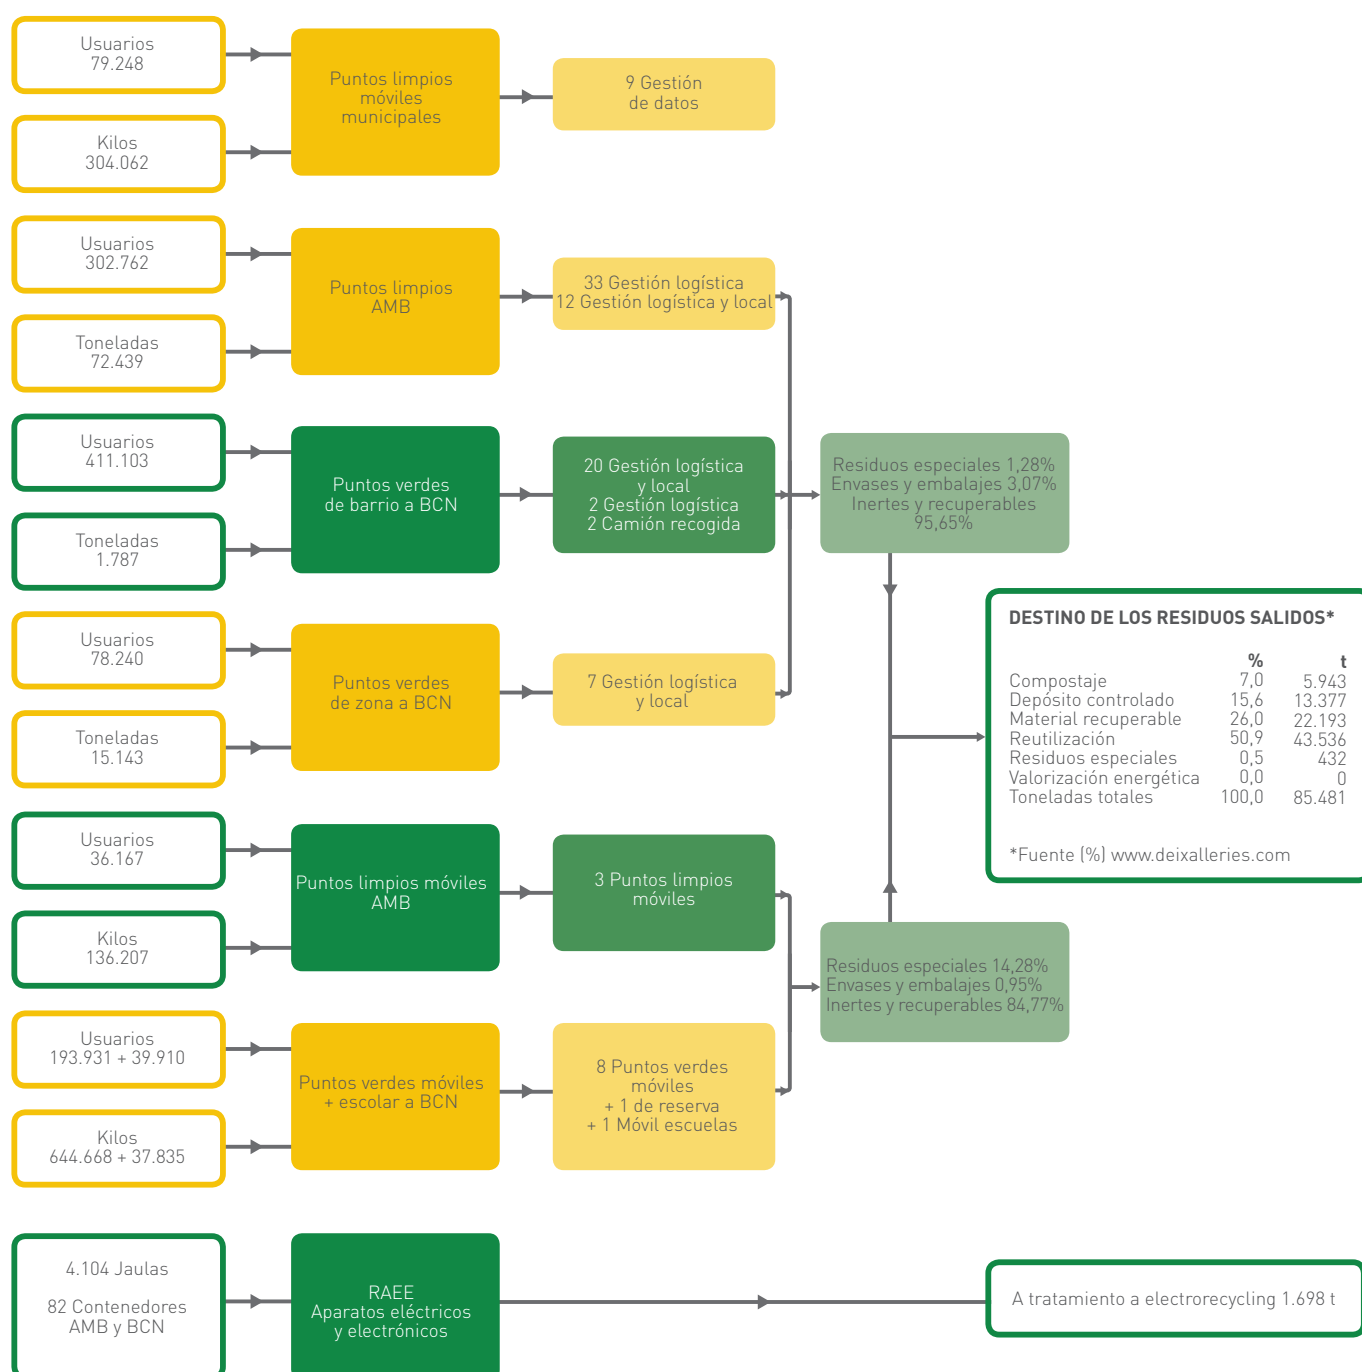 Usuarios
79.248
Kilos
304.062
Puntos limpios
móviles
municipales
9 Gestión
de datos
Usuarios
302.762
Toneladas
72.439
Puntos limpios
AMB
33 Gestión logística
12 Gestión logística y local
Usuarios
411.103
Toneladas
1.787
Puntos verdes
de barrio a BCN
20 Gestión logística
y local
2 Gestión logística
2 Camión recogida
Residuos especiales 1,28%
Envases y embalajes 3,07%
Inertes y recuperables
95,65%
Usuarios
78.240
Toneladas
15.143
Puntos verdes
de zona a BCN
7 Gestión logística
y local
DESTINO DE LOS RESIDUOS SALIDOS*
% t
Compostaje 7,0 5.943
Depósito controlado 15,6 13.377
Material recuperable 26,0 22.193
Reutilización 50,9 43.536
Residuos especiales 0,5 432
Valorización energética 0,0 0
Toneladas totales 100,0 85.481
*Fuente (%) www.deixalleries.com
Usuarios
36.167
Kilos
136.207
Puntos limpios móviles
AMB
3 Puntos limpios
móviles
Residuos especiales 14,28%
Envases y embalajes 0,95%
Inertes y recuperables 84,77%
Usuarios
193.931 + 39.910
Kilos
644.668 + 37.835
Puntos verdes móviles
+ escolar a BCN
8 Puntos verdes
móviles
+ 1 de reserva
+ 1 Móvil escuelas
4.104 Jaulas
82 Contenedores
AMB y BCN
RAEE
Aparatos eléctricos
y electrónicos
A tratamiento a electrorecycling 1.698 t